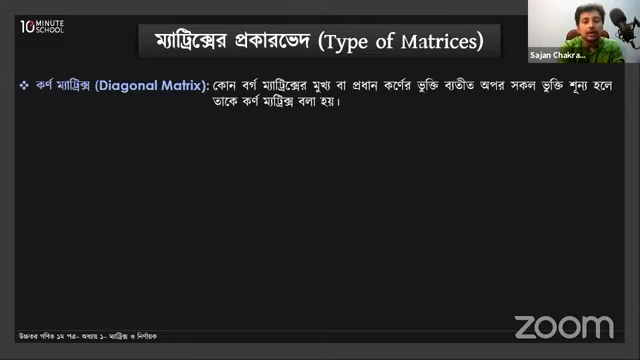 10 MINUTE SCHOOL
ম্যাট্রিক্সের প্রকারভেদ (Type of Matrices)
Sajan Chakra...
❖ কর্ণ ম্যাট্রিক্স (Diagonal Matrix): কোন বর্গ ম্যাট্রিক্সের মুখ্য বা প্রধান কর্ণের ভুক্তি ব্যতীত অপর সকল ভুক্তি শূন্য হলে
তাকে কর্ণ ম্যট্রিক্স বলা হয়।
উচ্চতর গণিত ১ম পত্র– অধ্যায় ১– ম্যাট্রিক্স ও নির্ণায়ক
zoom